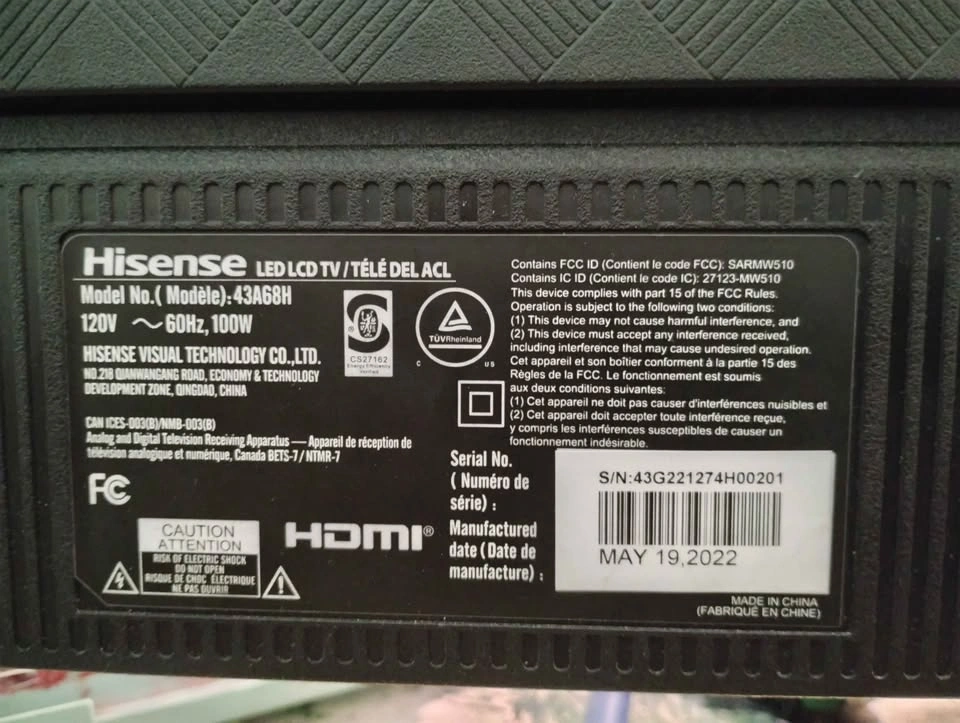 Hisense LED LCD TV / TÉLÉ DEL ACL
Model No.( Modèle): 43A68H
120V ~ 60Hz, 100W
HISENSE VISUAL TECHNOLOGY CO.,LTD.
NO.218 QIANWANGANG ROAD, ECONOMY & TECHNOLOGY
DEVELOPMENT ZONE, QINGDAO, CHINA
CAN ICES-003(B)/NMB-003(B)
Analog and Digital Television Receiving Apparatus — Appareil de réception de
télévision analogique et numérique, Canada BETS-7 / NTMR-7
FC
CAUTION
ATTENTION
RISK OF ELECTRIC SHOCK
DO NOT OPEN
RISQUE DE CHOC ÉLECTRIQUE
NE PAS OUVRIR
HDMI®
®
CS27162
Energy Efficiency
Verified
TÜVRheinland
C US
Contains FCC ID (Contient le code FCC): SARMW510
Contains IC ID (Contient le code IC): 27123-MW510
This device complies with part 15 of the FCC Rules.
Operation is subject to the following two conditions:
(1) This device may not cause harmful interference, and
(2) This device must accept any interference received,
including interference that may cause undesired operation.
Cet appareil et son boîtier conforment à la partie 15 des
Règles de la FCC. Le fonctionnement est soumis
aux deux conditions suivantes:
(1) Cet appareil ne doit pas causer d'interférences nuisibles et
(2) Cet appareil doit accepter toute interférence reçue,
y compris les interférences susceptibles de causer un
fonctionnement indésirable.
Serial No.
( Numéro de
série) :
Manufactured
date ( Date de
manufacture) :
S/N:43G221274H00201
MAY 19,2022
MADE IN CHINA
(FABRIQUÉ EN CHINE)